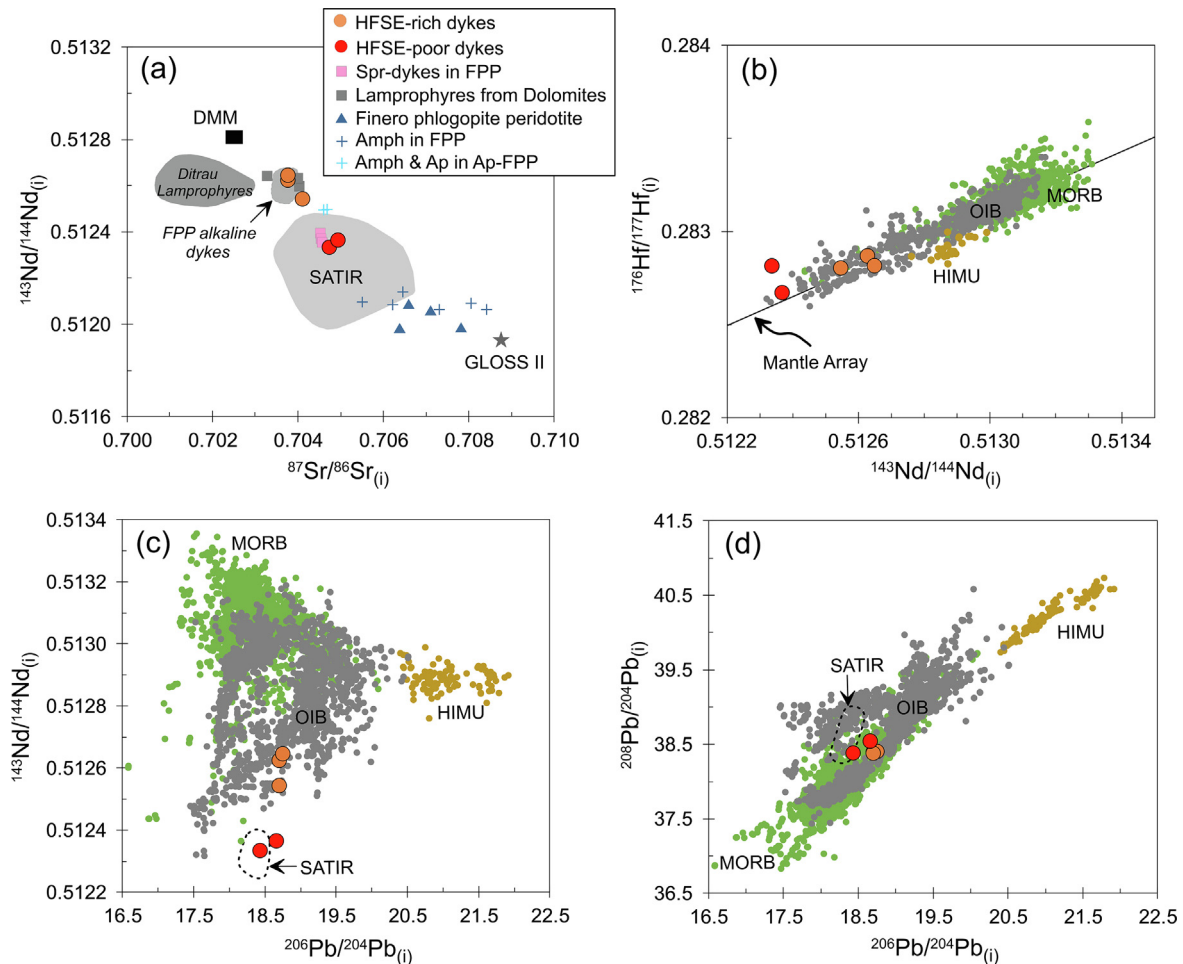 (a)
HFSE-rich dykes
HFSE-poor dykes
Spr-dykes in FPP
Lamprophyres from Dolomites
Finero phlogopite peridotite
Amph in FPP
Amph & Ap in Ap-FPP
0.5132
0.5128
0.5124
0.5120
0.5116
¹⁴³Nd/¹⁴⁴Nd(i)
DMM
Ditrau
Lamprophyres
FPP alkaline
dykes
SATIR
GLOSS II
0.700 0.702 0.704 0.706 0.708 0.710
⁸⁷Sr/⁸⁶Sr(i)
(b)
0.284
0.283
0.282
¹⁷⁶Hf/¹⁷⁷Hf(i)
OIB
MORB
HIMU
Mantle Array
0.5122 0.5126 0.5130 0.5134
¹⁴³Nd/¹⁴⁴Nd(i)
(c)
0.5134
0.5132
0.5130
0.5128
0.5126
0.5124
0.5122
¹⁴³Nd/¹⁴⁴Nd(i)
MORB
OIB
HIMU
SATIR
16.5 17.5 18.5 19.5 20.5 21.5 22.5
²⁰⁶Pb/²⁰⁴Pb(i)
(d)
41.5
40.5
39.5
38.5
37.5
36.5
²⁰⁸Pb/²⁰⁴Pb(i)
HIMU
SATIR
OIB
MORB
16.5 17.5 18.5 19.5 20.5 21.5 22.5
²⁰⁶Pb/²⁰⁴Pb(i)